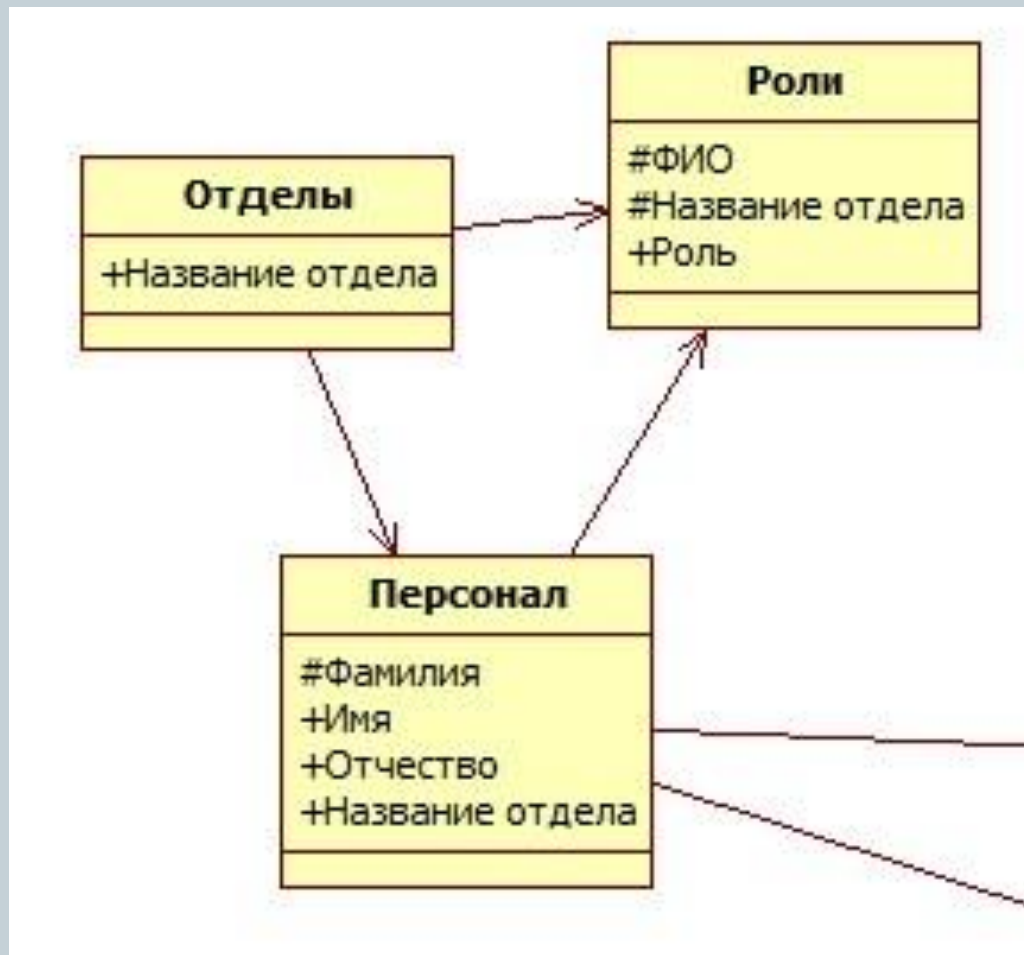 Роли
#ФИО
#Название отдела
+Роль
Отделы
+Название отдела
Персонал
#Фамилия
+Имя
+Отчество
+Название отдела